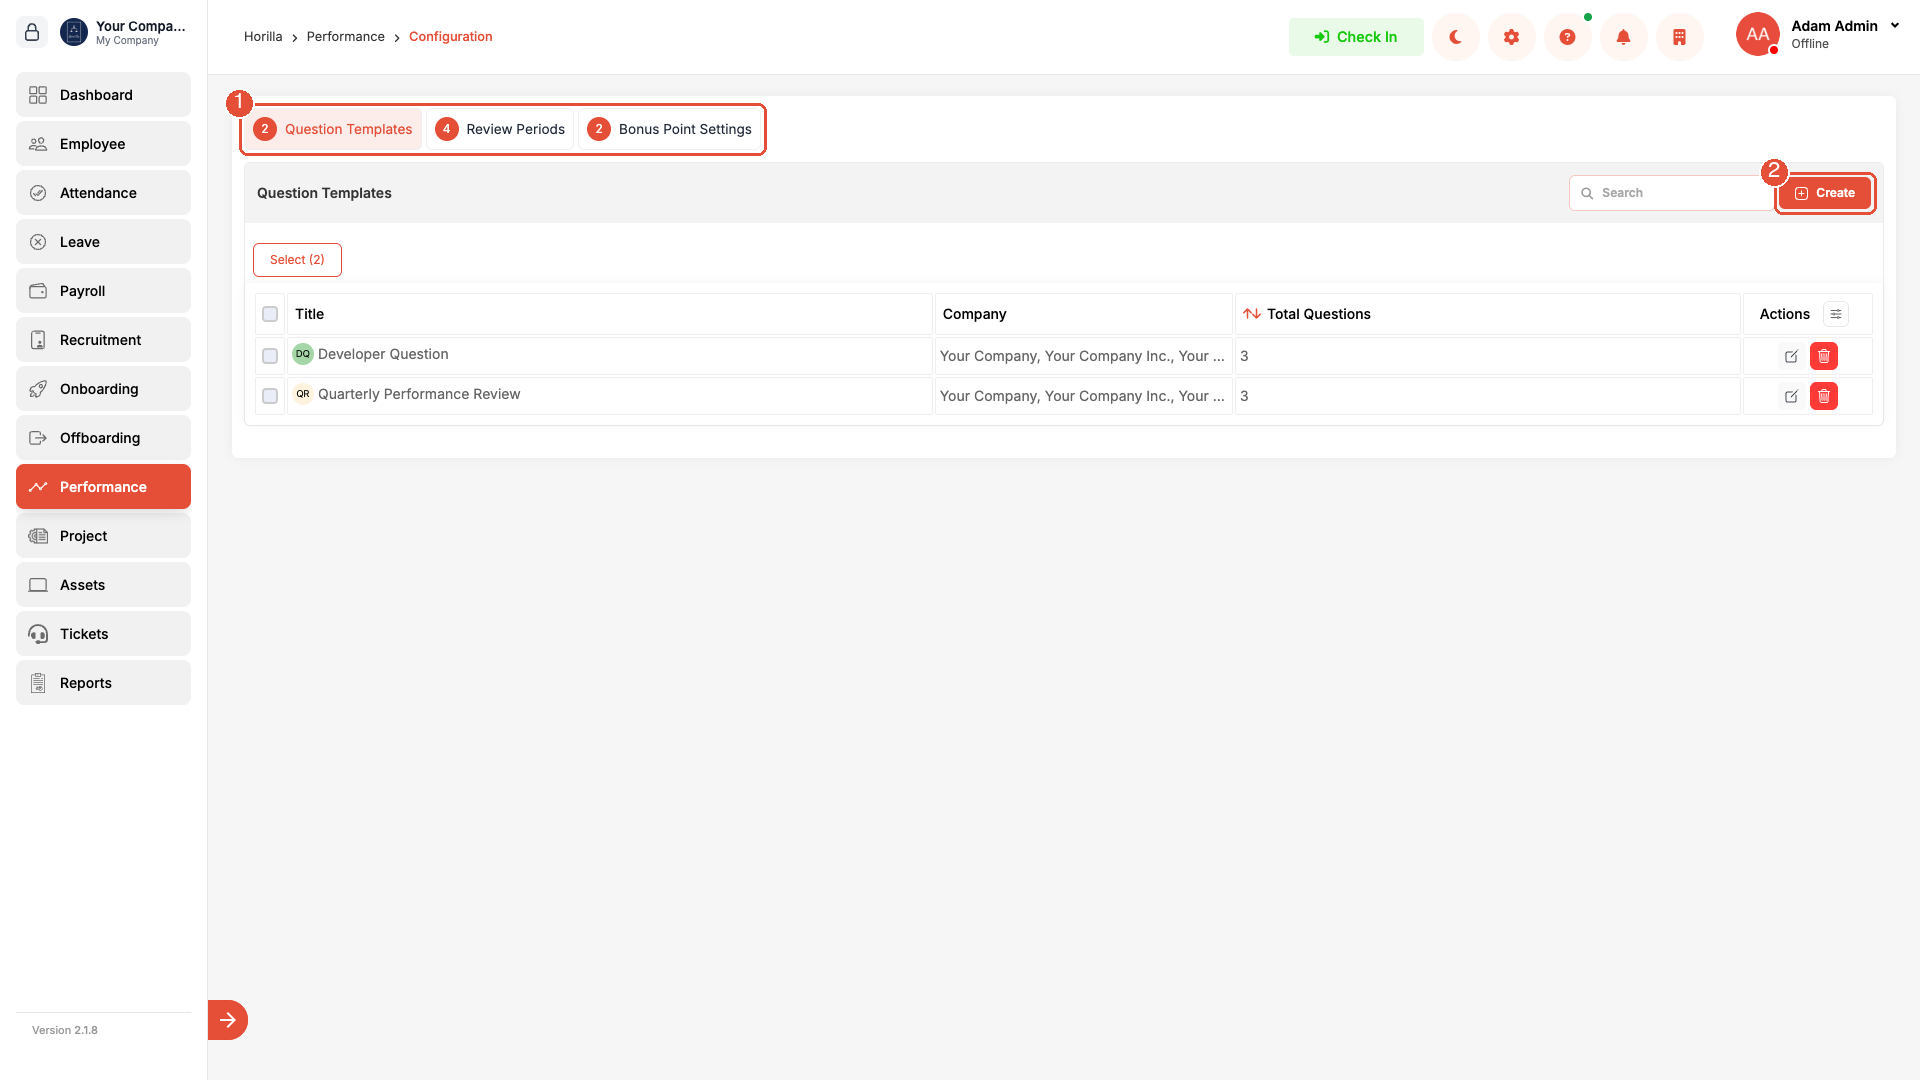 Your Compa...
My Company
Horilla
Performance
Configuration
Check In
AA
Adam Admin
Offline
Dashboard
Employee
Attendance
Leave
Payroll
Recruitment
Onboarding
Offboarding
Performance
Project
Assets
Tickets
Reports
Version 2.1.8
1
2 Question Templates
4 Review Periods
2 Bonus Point Settings
Question Templates
Search
2
Create
Select (2)
Title Company Total Questions Actions
DQ Developer Question Your Company, Your Company Inc., Your ... 3
QR Quarterly Performance Review Your Company, Your Company Inc., Your ... 3